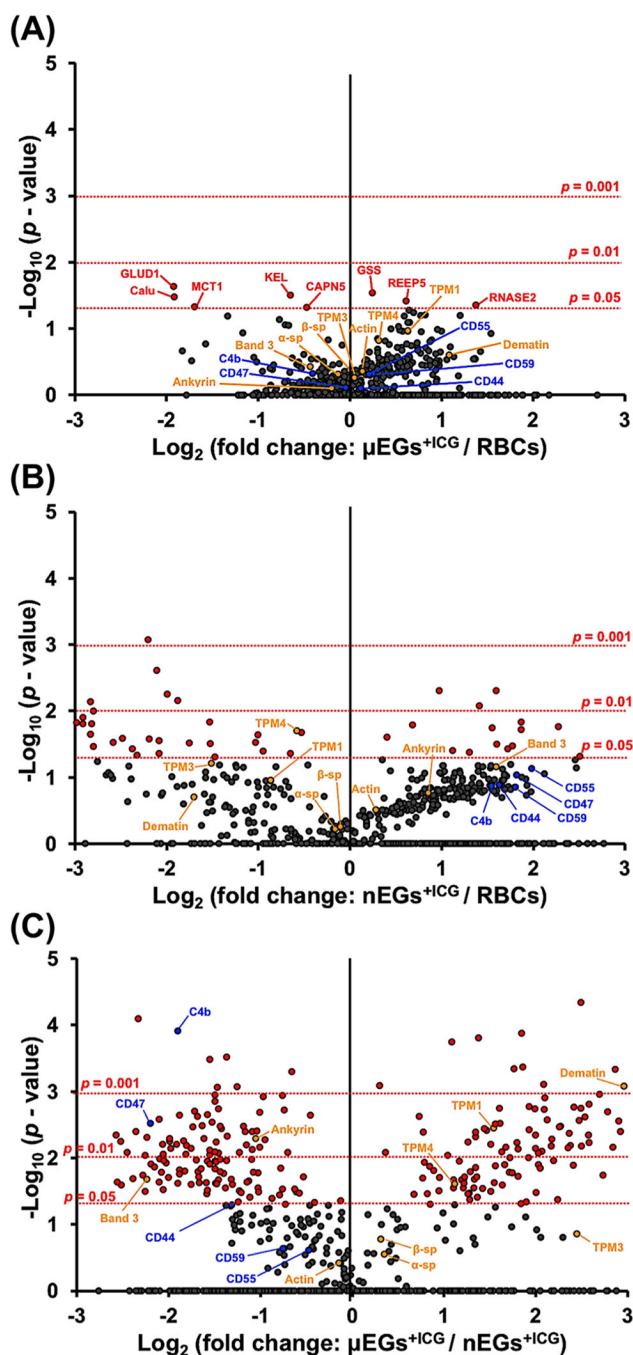 (A)
5
4
3
2
1
0
-Log10 (p - value)
p = 0.001
p = 0.01
p = 0.05
GLUD1
Calu
MCT1
KEL
CAPN5
GSS
REEP5
TPM1
RNASE2
TPM3
TPM4
β-sp
Actin
CD55
α-sp
Band 3
Dematin
C4b
CD47
CD59
Ankyrin
CD44
-3 -2 -1 0 1 2 3
Log2 (fold change: μEGs+ICG / RBCs)
(B)
5
4
3
2
1
0
-Log10 (p - value)
p = 0.001
p = 0.01
p = 0.05
TPM4
TPM1
TPM3
Ankyrin
Band 3
β-sp
α-sp
Actin
Dematin
CD55
CD47
C4b
CD44
CD59
-3 -2 -1 0 1 2 3
Log2 (fold change: nEGs+ICG / RBCs)
(C)
5
4
3
2
1
0
-Log10 (p - value)
C4b
p = 0.001
Dematin
CD47
TPM1
Ankyrin
p = 0.01
TPM4
Band 3
p = 0.05
CD44
β-sp
TPM3
CD59
α-sp
CD55
Actin
-3 -2 -1 0 1 2 3
Log2 (fold change: μEGs+ICG / nEGs+ICG)